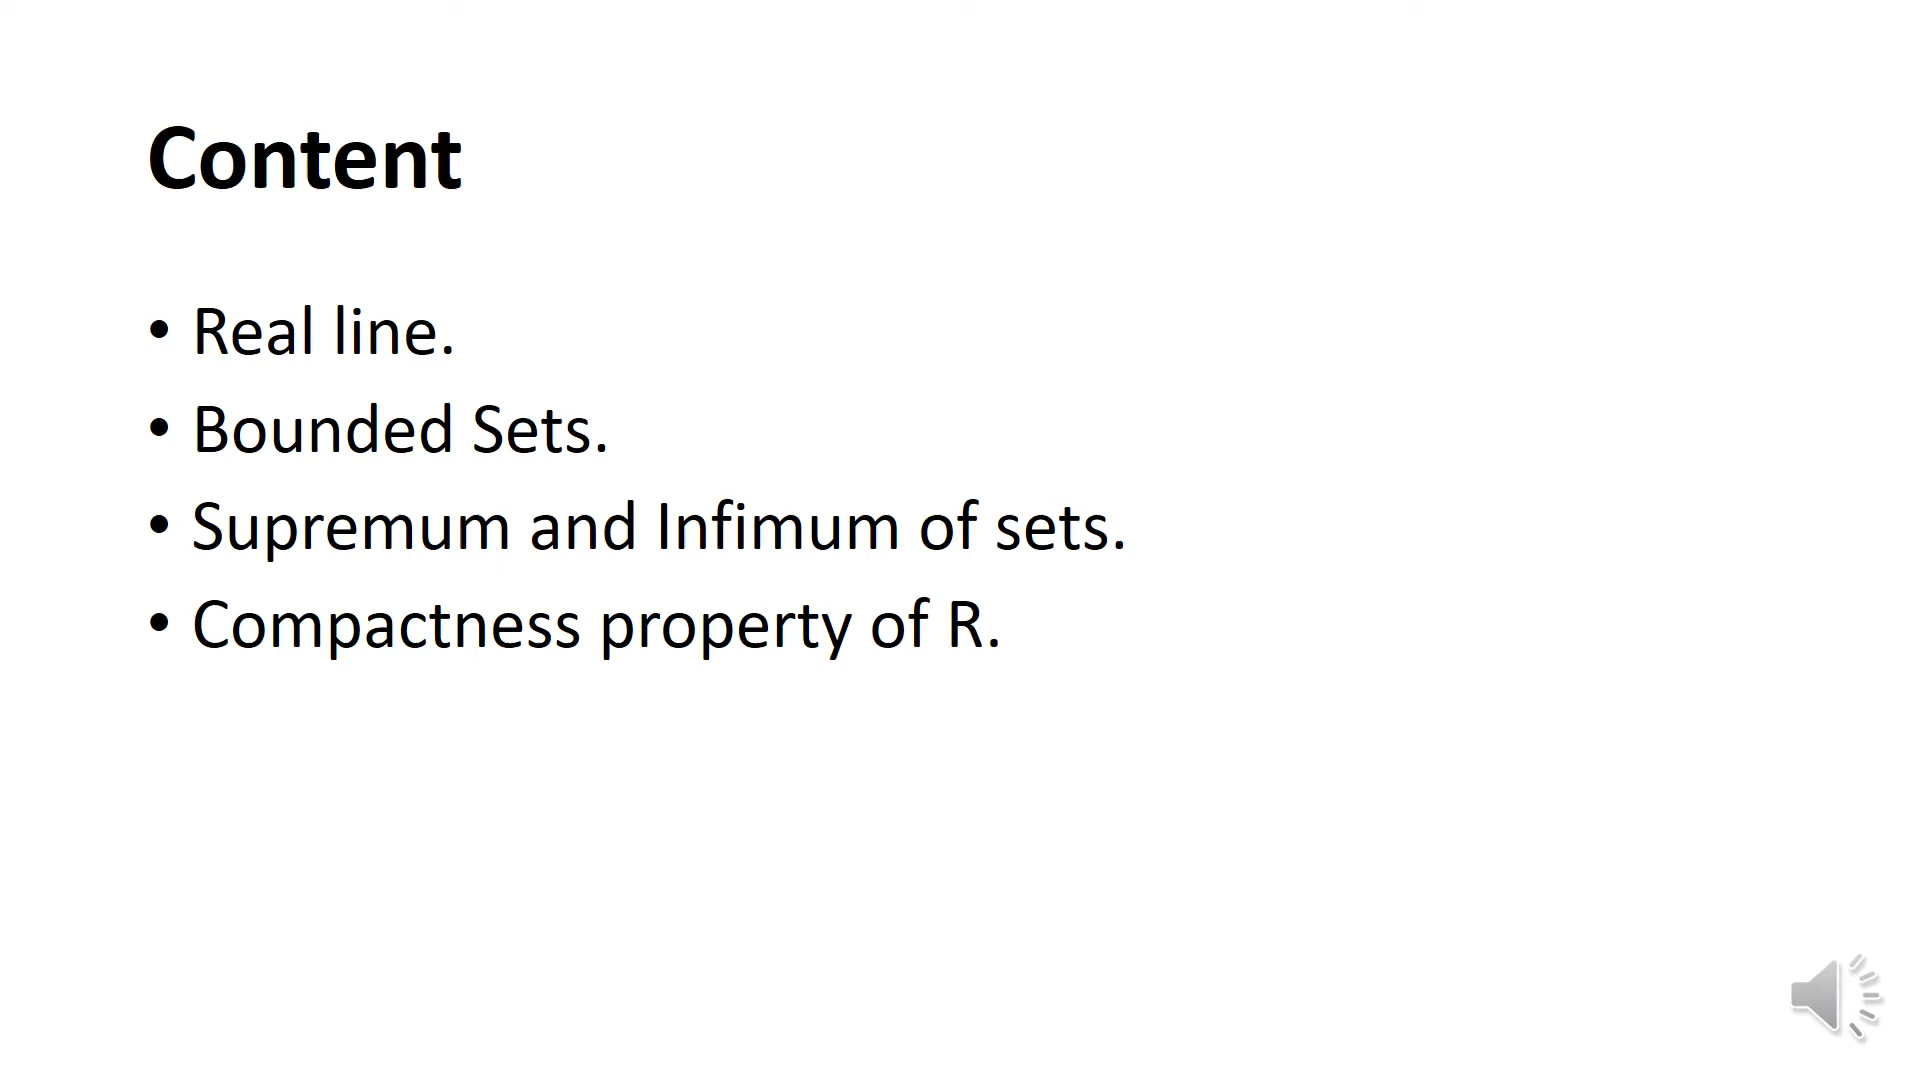 Content
• Real line.
• Bounded Sets.
• Supremum and Infimum of sets.
• Compactness property of R.